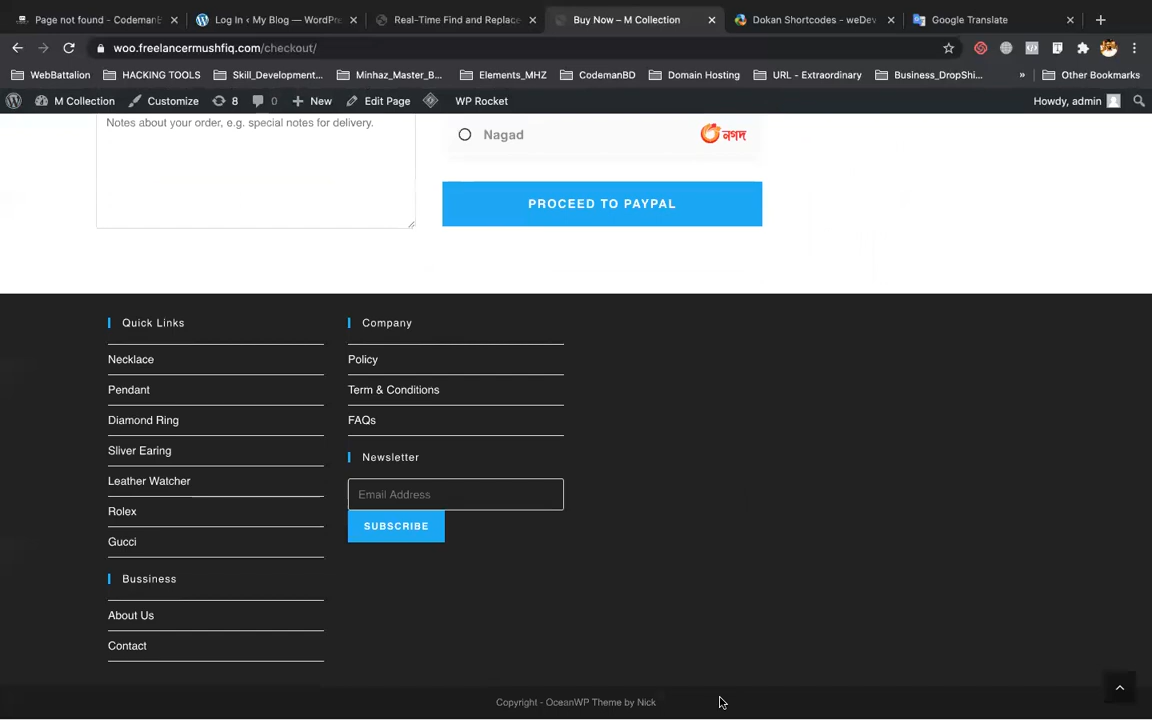 Page not found - CodemanB
Log In ‹ My Blog — WordPr
Real-Time Find and Replace
Buy Now – M Collection
Dokan Shortcodes - weDev
Google Translate
woo.freelancermushfiq.com/checkout/
WebBattalion
HACKING TOOLS
Skill_Development...
Minhaz_Master_B...
Elements_MHZ
CodemanBD
Domain Hosting
URL - Extraordinary
Business_DropShi...
»
Other Bookmarks
M Collection
Customize
8
0
New
Edit Page
WP Rocket
Howdy, admin
Notes about your order, e.g. special notes for delivery.
Nagad
নগদ
PROCEED TO PAYPAL
Quick Links
Necklace
Pendant
Diamond Ring
Sliver Earing
Leather Watcher
Rolex
Gucci
Bussiness
About Us
Contact
Company
Policy
Term & Conditions
FAQs
Newsletter
Email Address
SUBSCRIBE
Copyright - OceanWP Theme by Nick